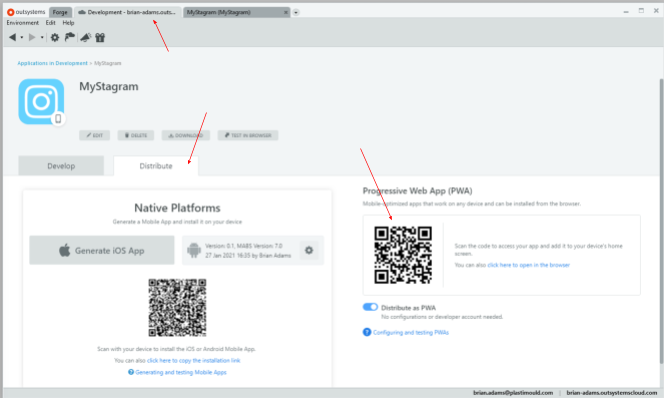 outsystems Forge Development - brian-adams.outs... MyStagram (MyStagram)
Environment Edit Help
Applications in Development > MyStagram
MyStagram
EDIT DELETE DOWNLOAD TEST IN BROWSER
Develop Distribute
Native Platforms
Generate a Mobile App and install it on your device
Generate iOS App
Version: 0.1, MABS Version 7.0
27 Jan 2021 16:35 by Brian Adams
Scan with your device to install the iOS or Android Mobile App.
You can also click here to copy the installation link
Generating and testing Mobile Apps
Progressive Web App (PWA)
Mobile-optimized apps that work on any device and can be installed from the browser.
Scan the code to access your app and add it to your device's home
screen.
You can also click here to open in the browser
Distribute as PWA
No configurations or developer account needed.
Configuring and testing PWAs
brian.adams@plastimould.com | brian-adams.outsystemscloud.com